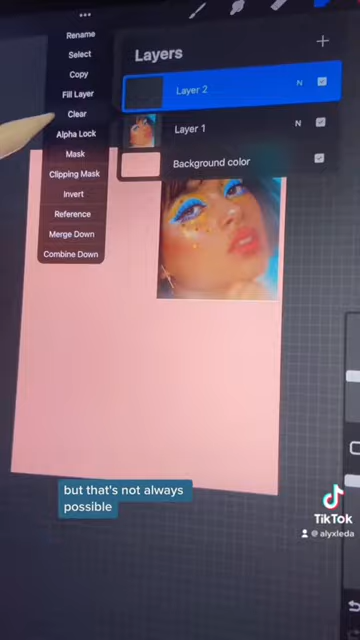 Rename
Select
Copy
Fill Layer
Clear
Alpha Lock
Mask
Clipping Mask
Invert
Reference
Merge Down
Combine Down
Layers
Layer 2 N
Layer 1 N
Background color
but that's not always
possible
TikTok
@alyxleda